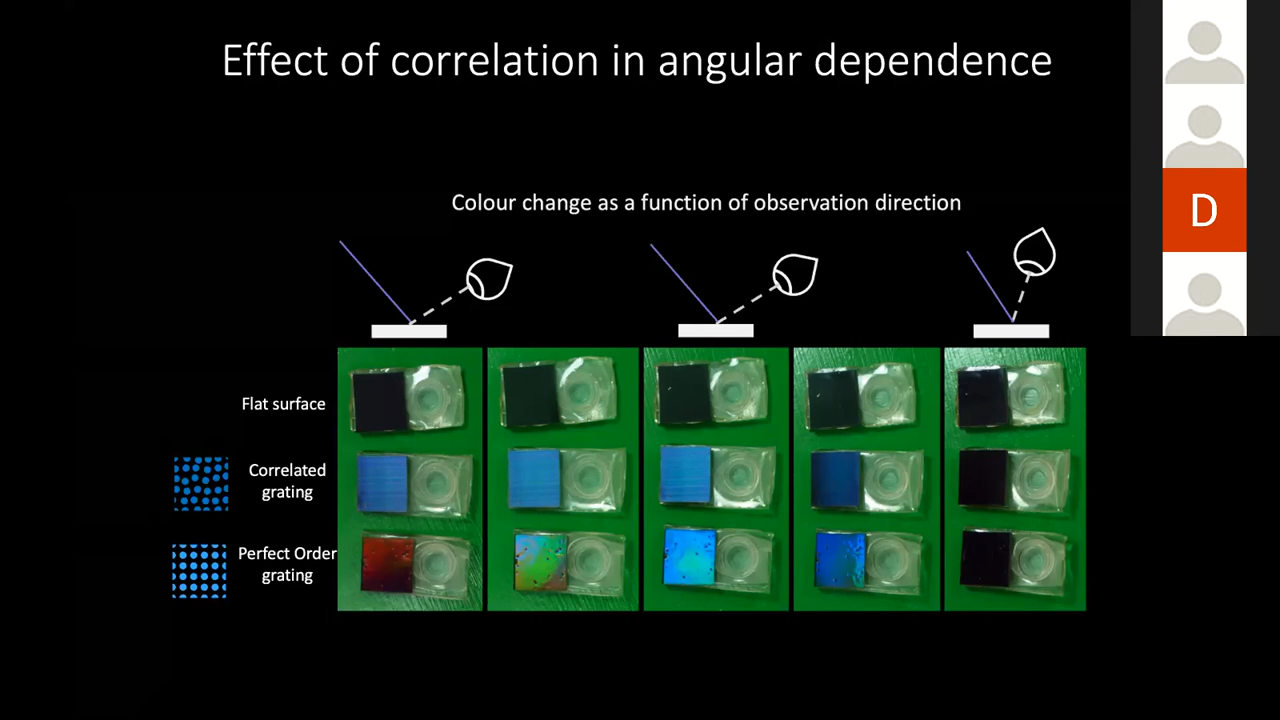 Effect of correlation in angular dependence
D
Colour change as a function of observation direction
Flat surface
Correlated
grating
Perfect Order
grating